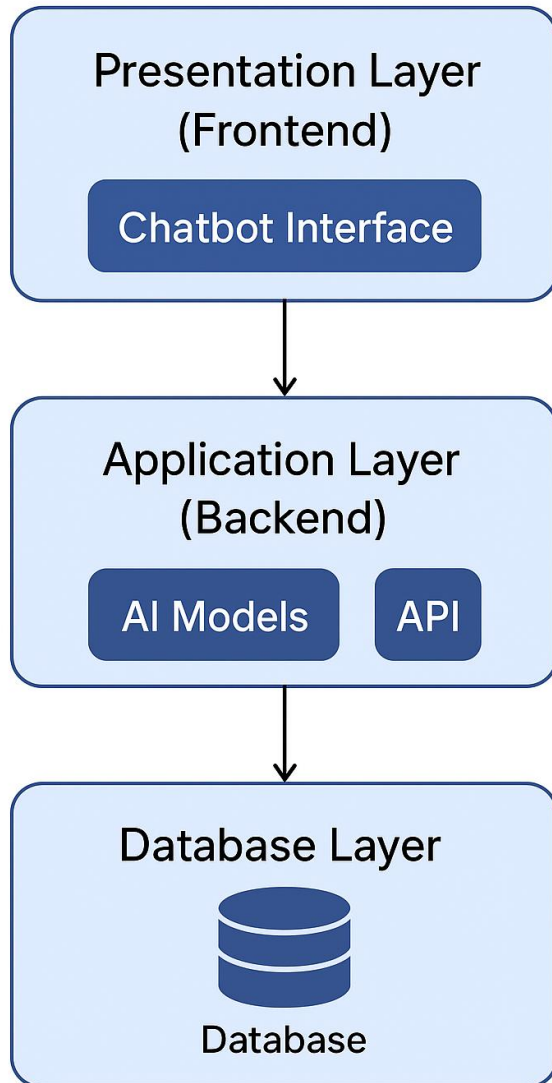 Presentation Layer
(Frontend)
Chatbot Interface
Application Layer
(Backend)
AI Models API
Database Layer
Database